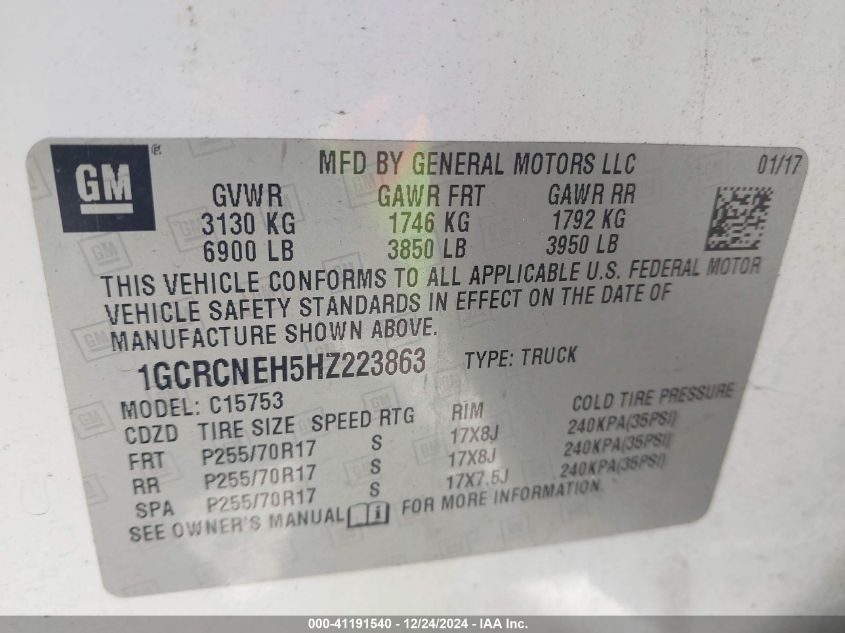 GM
MFD BY GENERAL MOTORS LLC 01/17
GVWR GAWR FRT GAWR RR
3130 KG 1746 KG 1792 KG
6900 LB 3850 LB 3950 LB
THIS VEHICLE CONFORMS TO ALL APPLICABLE U.S. FEDERAL MOTOR
VEHICLE SAFETY STANDARDS IN EFFECT ON THE DATE OF
MANUFACTURE SHOWN ABOVE.
1GCRCNEH5HZ223863 TYPE: TRUCK
MODEL: C15753
CDZD TIRE SIZE SPEED RTG RIM COLD TIRE PRESSURE
FRT P255/70R17 S 17X8J 240KPA(35PSI)
RR P255/70R17 S 17X8J 240KPA(35PSI)
SPA P255/70R17 S 17X7.5J 240KPA(35PSI)
SEE OWNER'S MANUAL i FOR MORE INFORMATION.
000-41191540 - 12/24/2024 - IAA Inc.